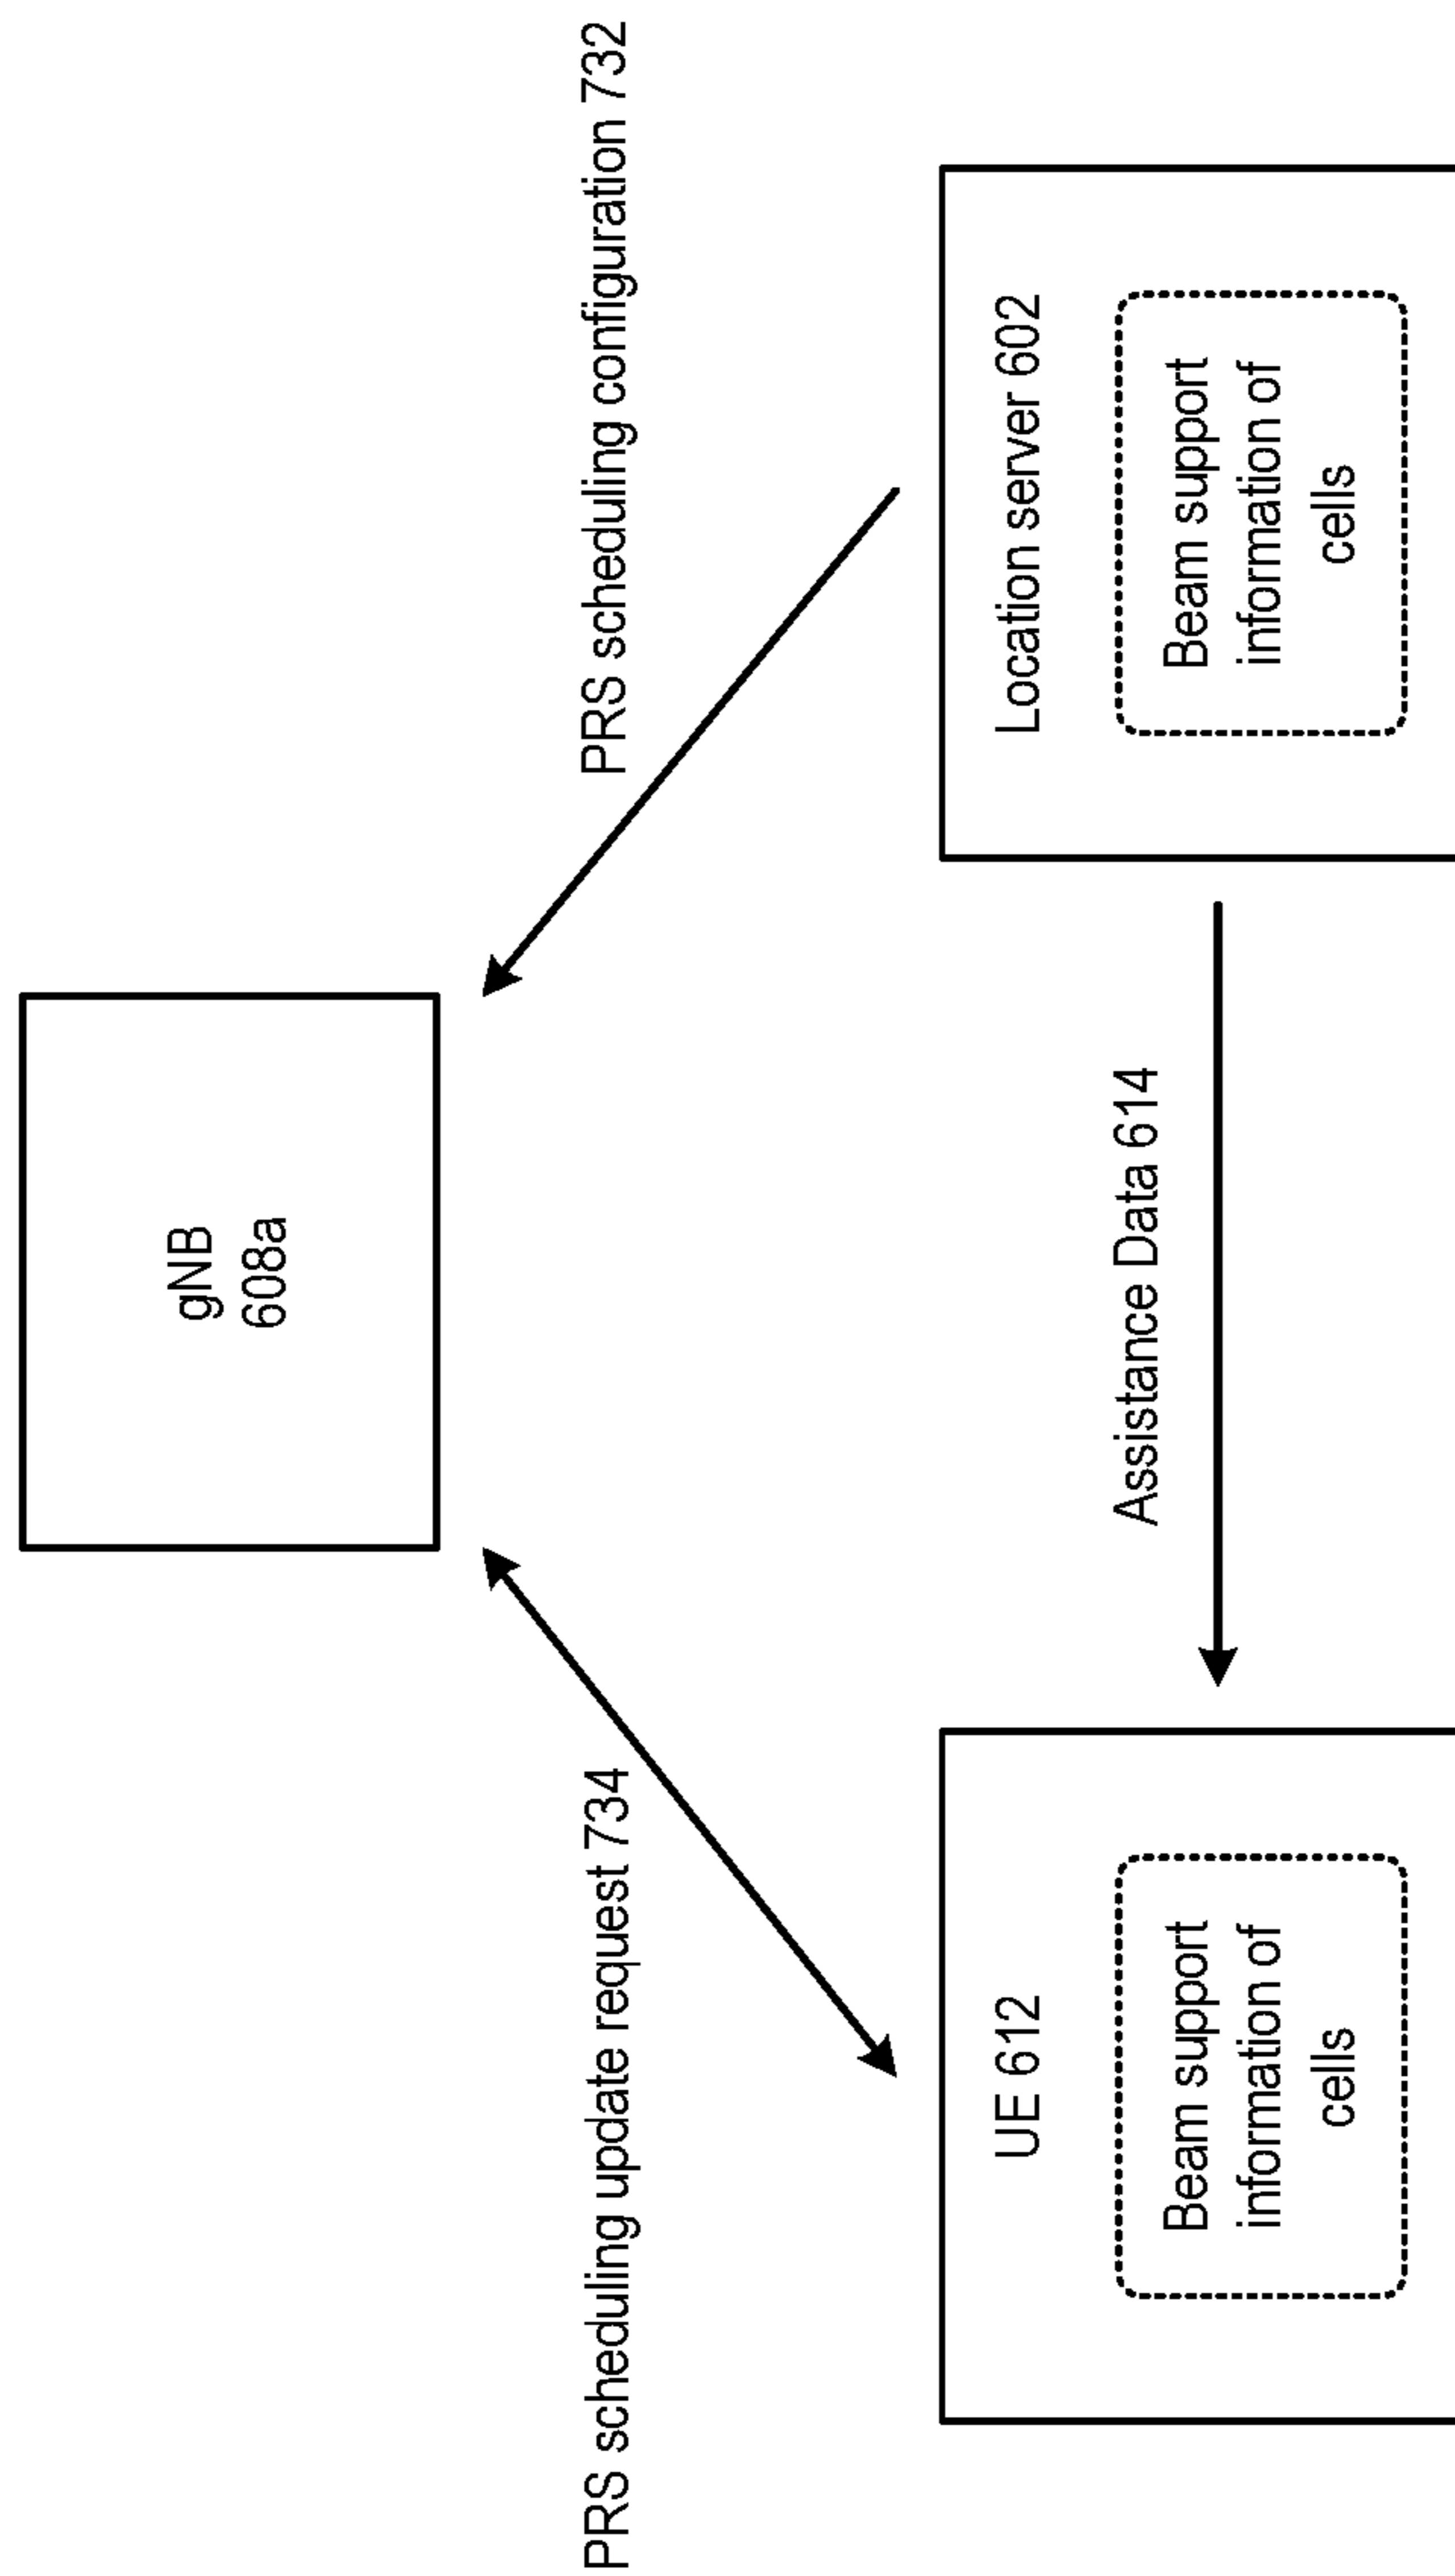 gNB
608a
PRS scheduling update request 734
PRS scheduling configuration 732
Assistance Data 614
UE 612
Beam support
information of
cells
Location server 602
Beam support
information of
cells